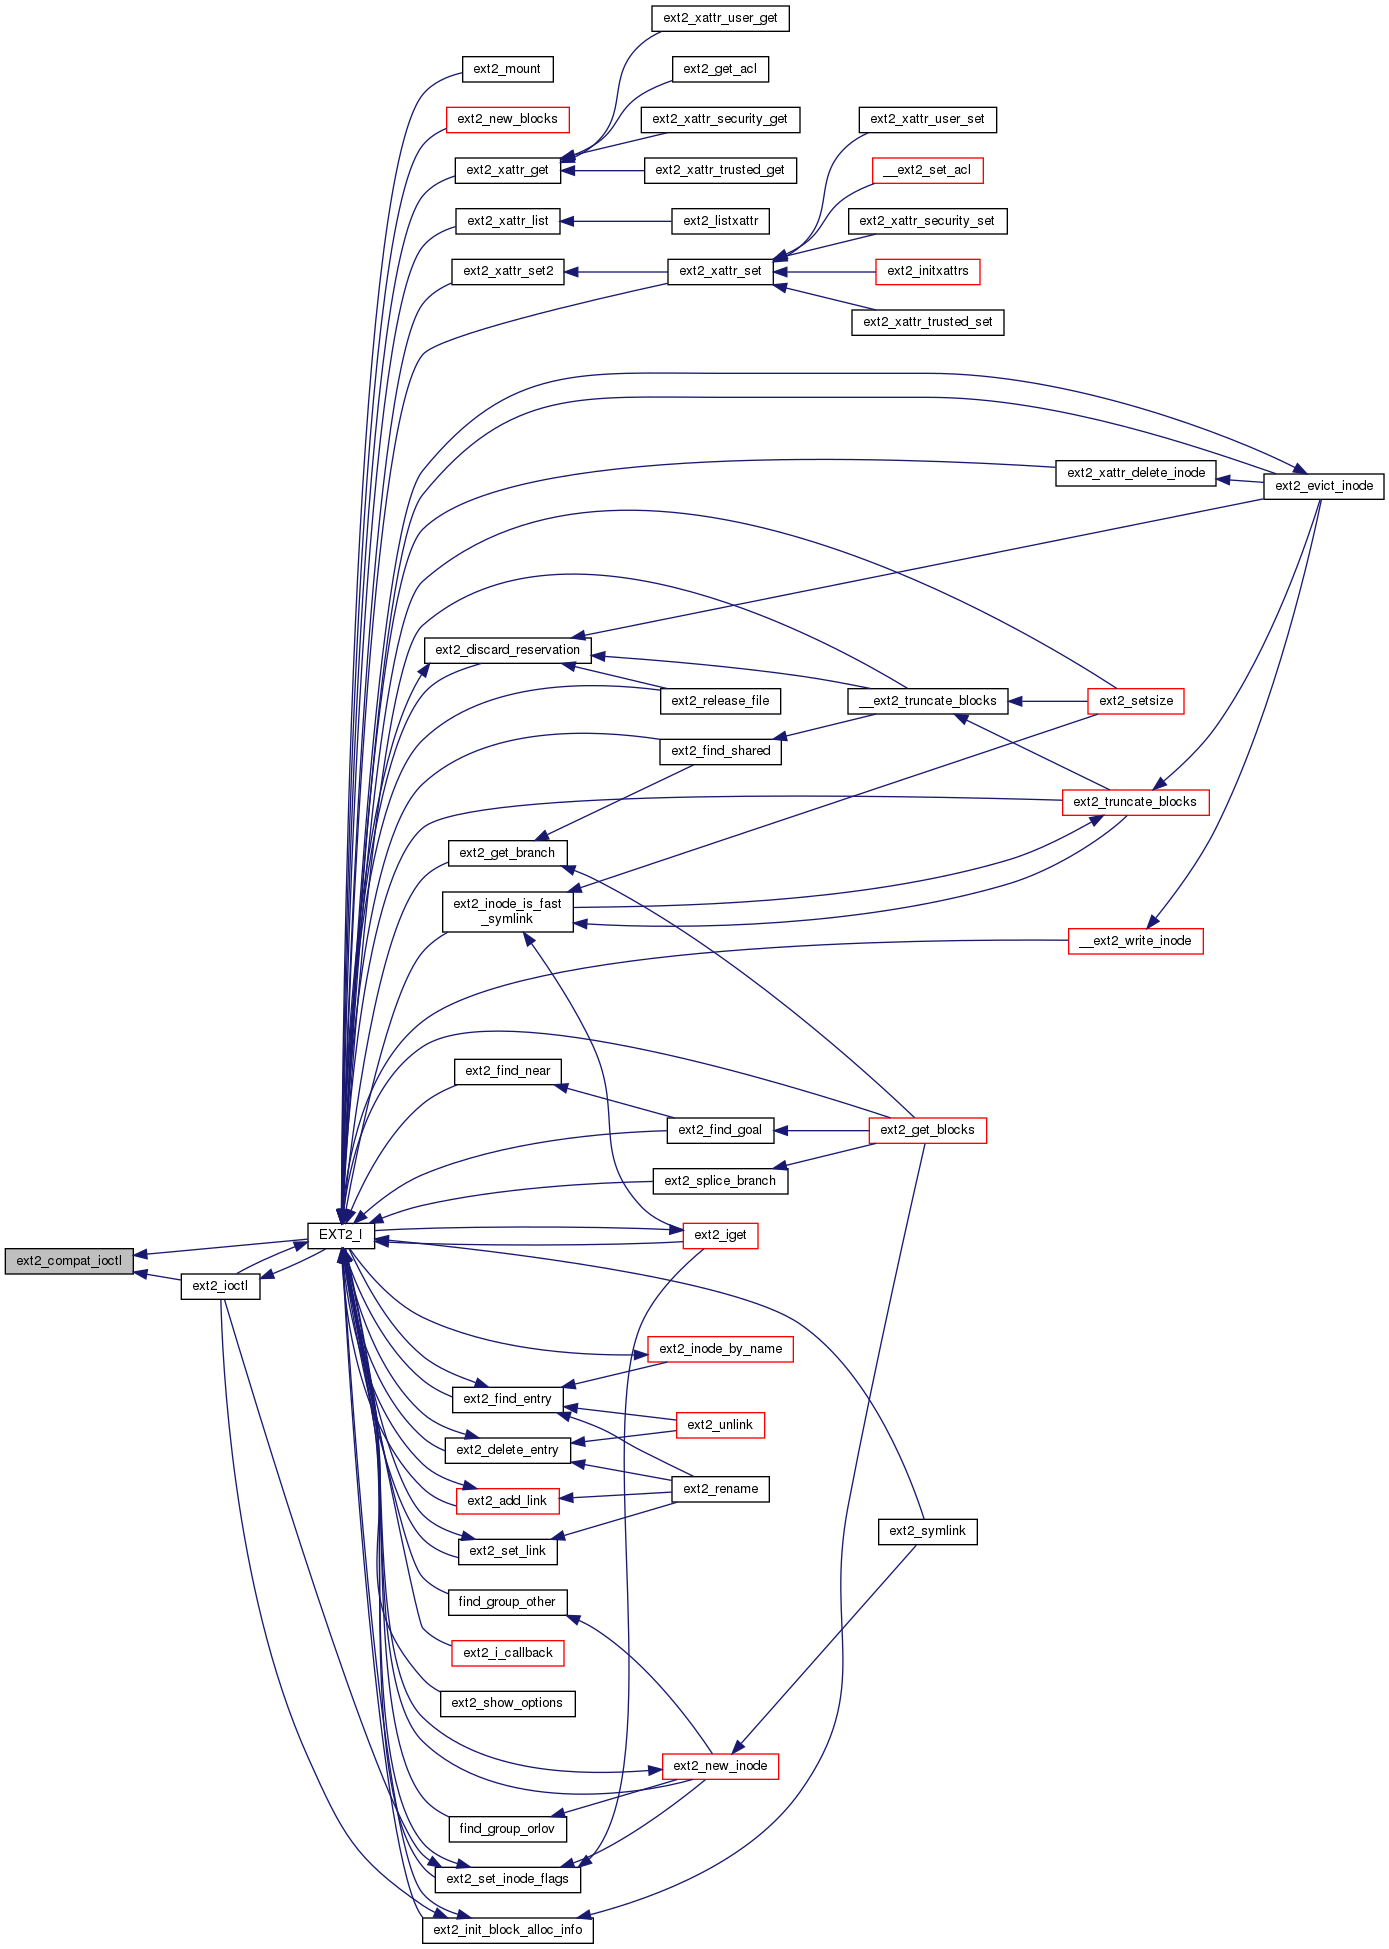 ext2_xattr_user_get
ext2_mount
ext2_get_acl
ext2_new_blocks
ext2_xattr_security_get
ext2_xattr_user_set
ext2_xattr_get
ext2_xattr_trusted_get
__ext2_set_acl
ext2_xattr_list
ext2_listxattr
ext2_xattr_security_set
ext2_xattr_set2
ext2_xattr_set
ext2_initxattrs
ext2_xattr_trusted_set
ext2_xattr_delete_inode
ext2_evict_inode
ext2_discard_reservation
ext2_release_file
__ext2_truncate_blocks
ext2_setsize
ext2_find_shared
ext2_truncate_blocks
ext2_get_branch
ext2_inode_is_fast
_symlink
__ext2_write_inode
ext2_find_near
ext2_find_goal
ext2_get_blocks
ext2_splice_branch
EXT2_I
ext2_iget
ext2_compat_ioctl
ext2_ioctl
ext2_inode_by_name
ext2_find_entry
ext2_unlink
ext2_delete_entry
ext2_rename
ext2_add_link
ext2_symlink
ext2_set_link
find_group_other
ext2_i_callback
ext2_show_options
ext2_new_inode
find_group_orlov
ext2_set_inode_flags
ext2_init_block_alloc_info